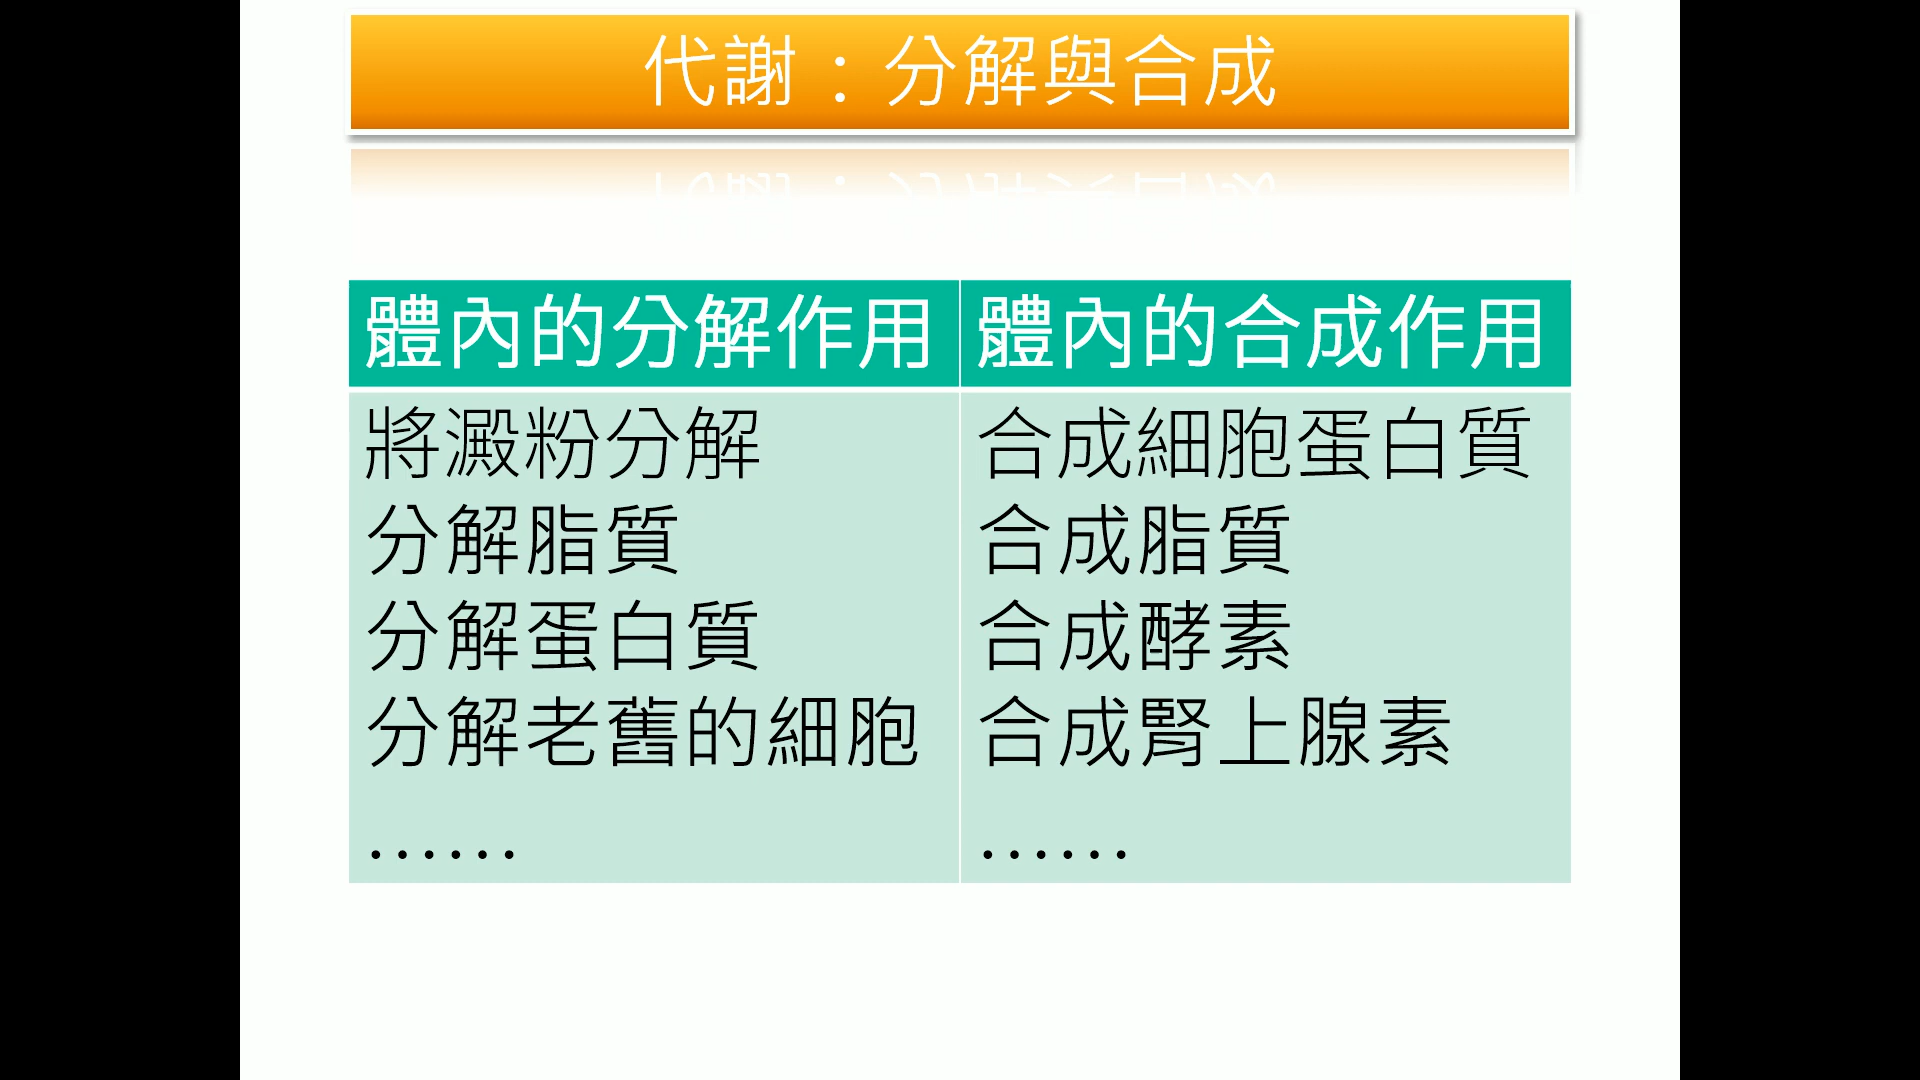 代謝：分解與合成
體內的分解作用
體內的合成作用
將澱粉分解
分解脂質
分解蛋白質
分解老舊的細胞
……
合成細胞蛋白質
合成脂質
合成酵素
合成腎上腺素
……